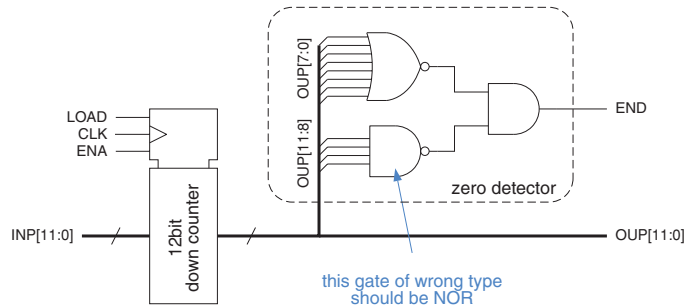 OUP[7:0]
OUP[11:8]
LOAD
CLK
ENA
END
zero detector
12bit
down counter
INP[11:0]
OUP[11:0]
this gate of wrong type
should be NOR